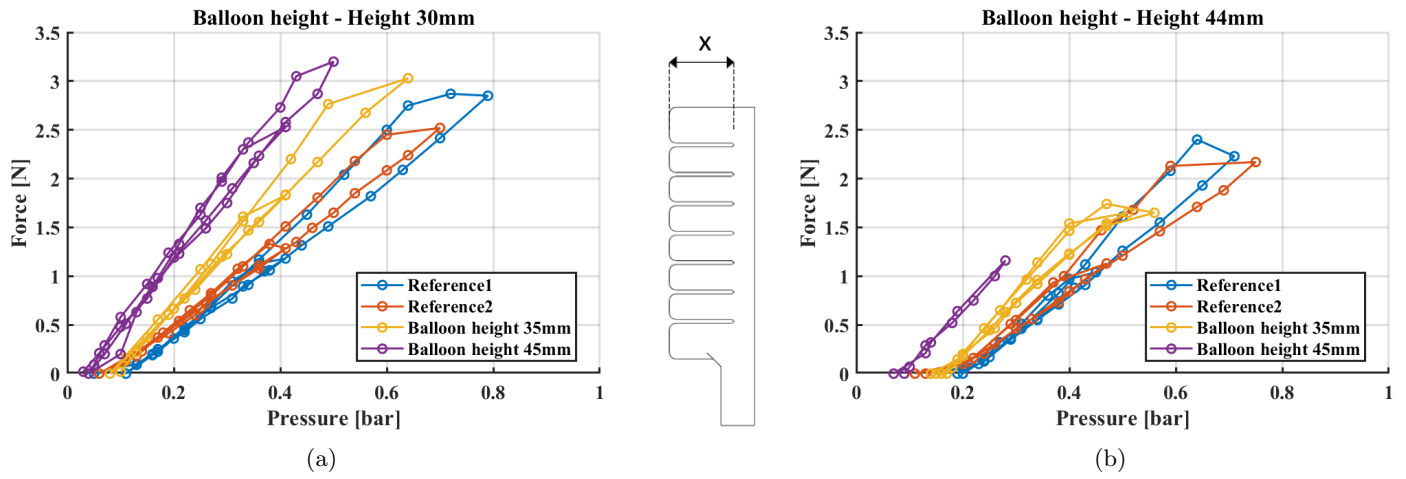 Balloon height - Height 30mm
3.5
3
2.5
2
1.5
1
0.5
0
Force [N]
0 0.2 0.4 0.6 0.8 1
Pressure [bar]
Reference1
Reference2
Balloon height 35mm
Balloon height 45mm
(a)
X
Balloon height - Height 44mm
3.5
3
2.5
2
1.5
1
0.5
0
Force [N]
0 0.2 0.4 0.6 0.8 1
Pressure [bar]
Reference1
Reference2
Balloon height 35mm
Balloon height 45mm
(b)